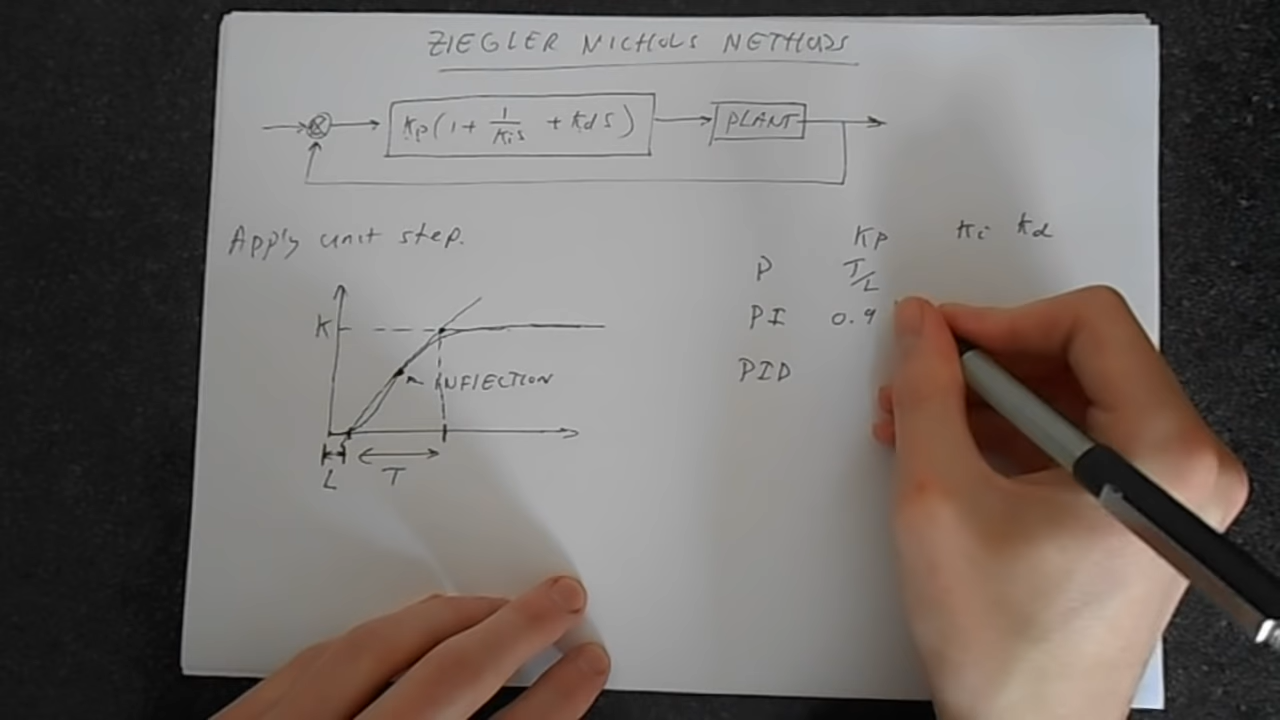 ZIEGLER NICHOLS METHODS
Kp(1+ 1/Kis + Kds)
PLANT
Apply unit step.
Kp Ki Kd
P T/L
PI 0.9
PID
K
INFLECTION
L T